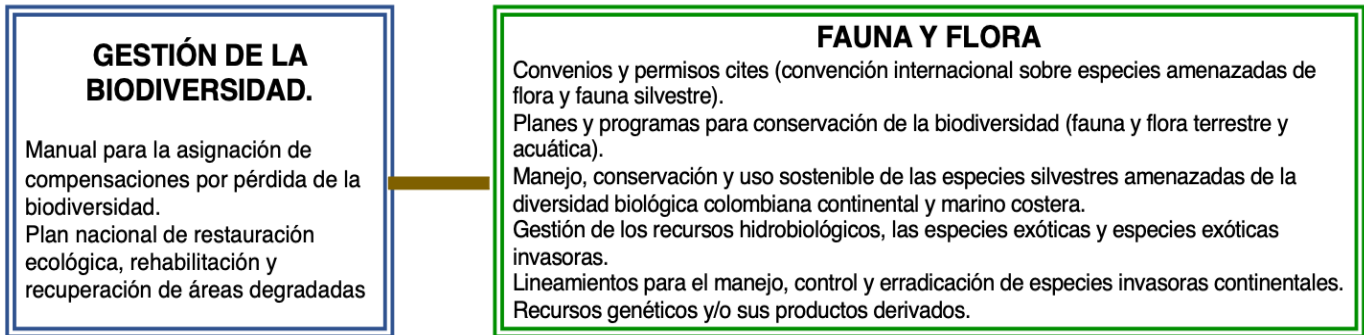 GESTIÓN DE LA
BIODIVERSIDAD.
Manual para la asignación de
compensaciones por pérdida de la
biodiversidad.
Plan nacional de restauración
ecológica, rehabilitación y
recuperación de áreas degradadas
FAUNA Y FLORA
Convenios y permisos cites (convención internacional sobre especies amenazadas de
flora y fauna silvestre).
Planes y programas para conservación de la biodiversidad (fauna y flora terrestre y
acuática).
Manejo, conservación y uso sostenible de las especies silvestres amenazadas de la
diversidad biológica colombiana continental y marino costera.
Gestión de los recursos hidrobiológicos, las especies exóticas y especies exóticas
invasoras.
Lineamientos para el manejo, control y erradicación de especies invasoras continentales.
Recursos genéticos y/o sus productos derivados.